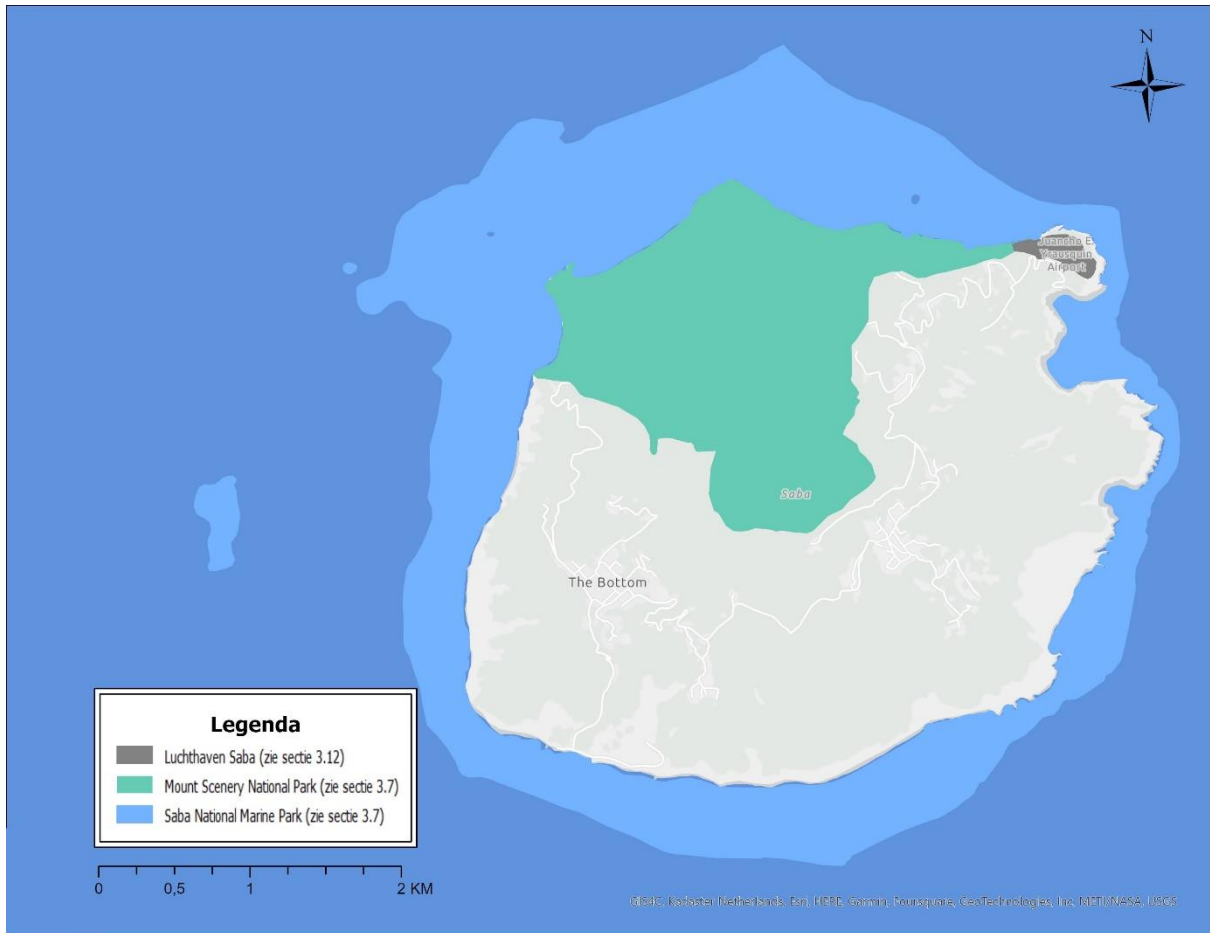 N
Juancho E.
Yrausquin
Airport
Saba
The Bottom
Legenda
Luchthaven Saba (zie sectie 3.12)
Mount Scenery National Park (zie sectie 3.7)
Saba National Marine Park (zie sectie 3.7)
0 0,5 1 2 KM
Kadaster Netherlands, Esri, HERE, Garmin, Foursquare, GeoTechnologies, Inc, METI/NASA, USGS